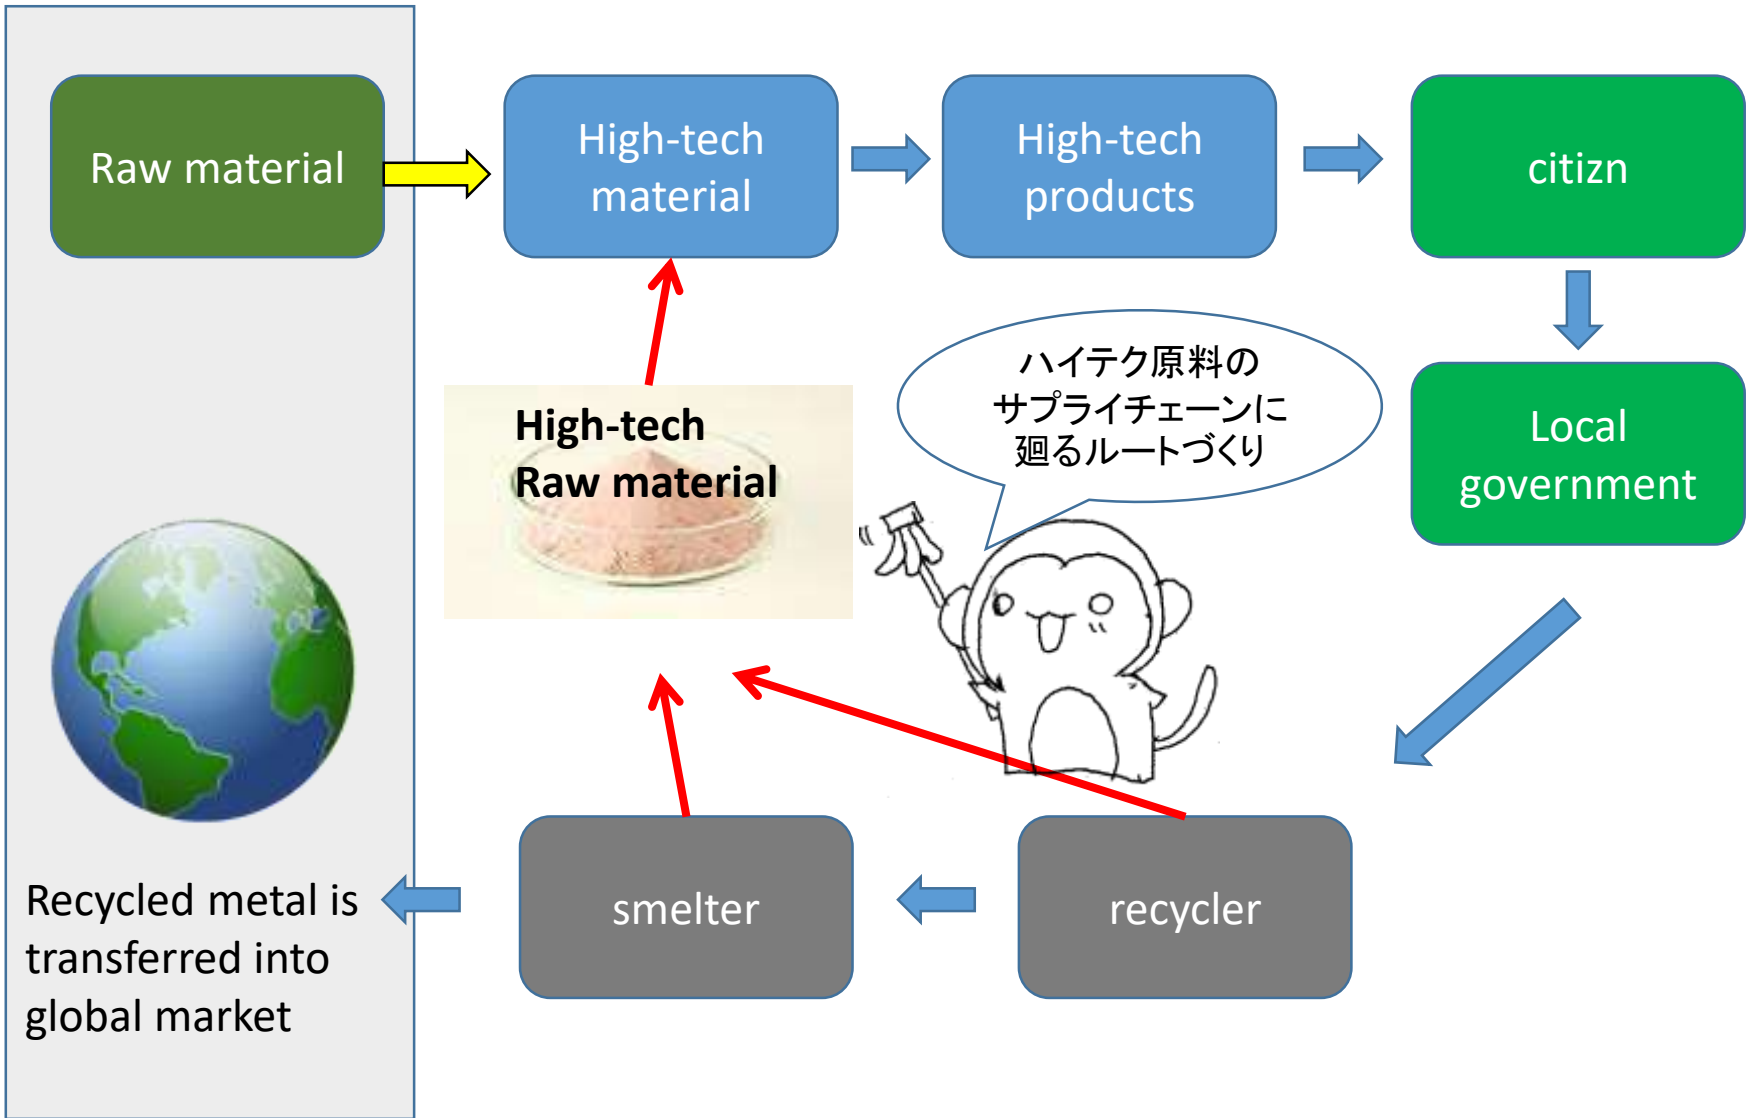 Raw material
High-tech
material
High-tech
products
citizn
ハイテク原料の
サプライチェーンに
廻るルートづくり
High-tech
Raw material
Local
government
Recycled metal is
transferred into
global market
smelter
recycler